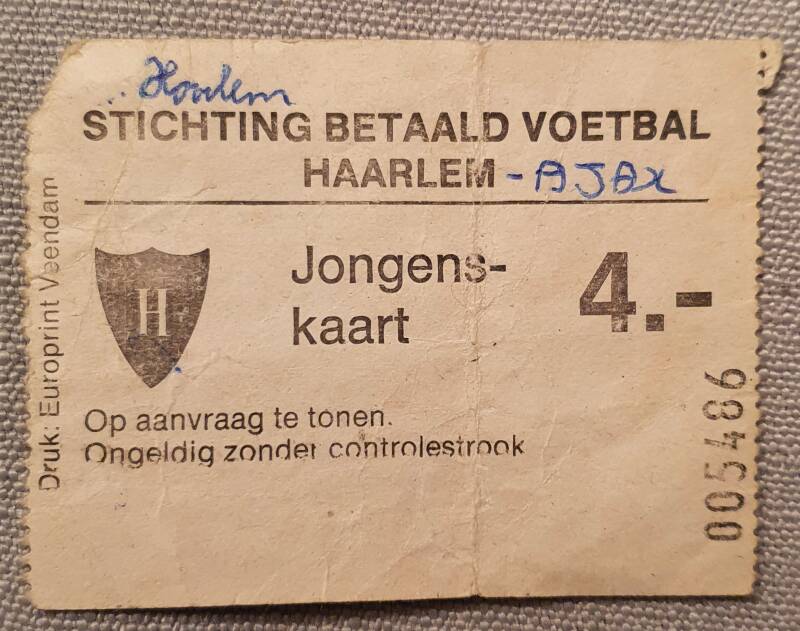 Haarlem
STICHTING BETAALD VOETBAL
HAARLEM - AJAX
H
Jongens-
kaart
4.-
Op aanvraag te tonen.
Ongeldig zonder controlestrook
Druk: Europrint Veendam
005486